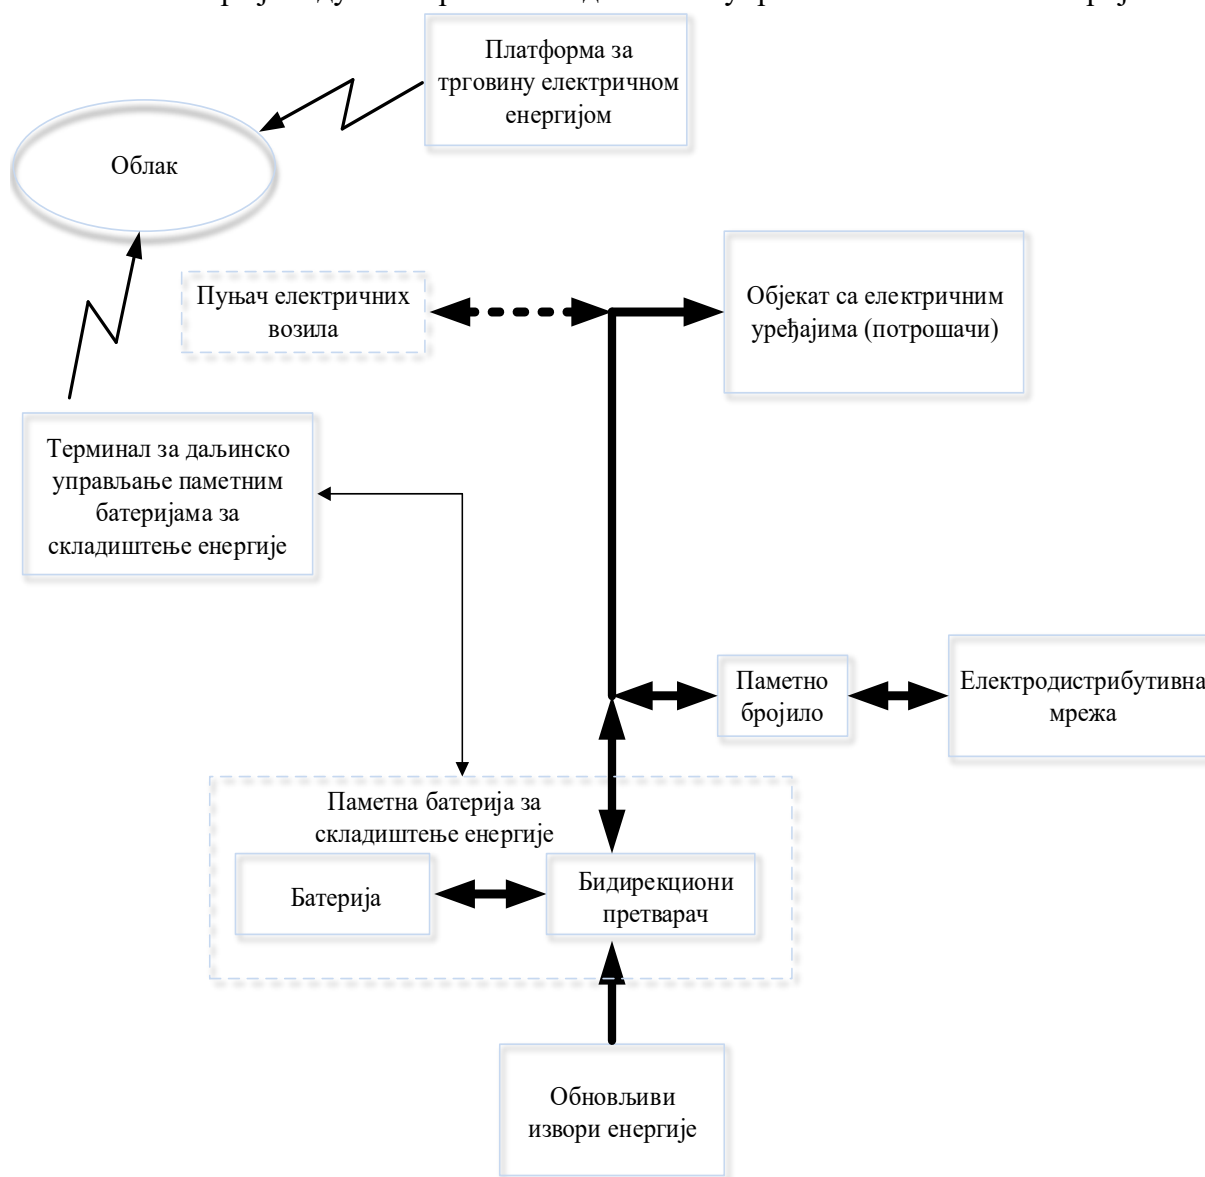 Платформа за
трговину електричном
енергијом
Облак
Пуњач електричних
возила
Објекат са електричним
уређајима (потрошачи)
Терминал за даљинско
управљање паметним
батеријама за
складиштење енергије
Паметно
бројило
Електродистрибутивна
мрежа
Паметна батерија за
складиштење енергије
Батерија
Бидирекциони
претварач
Обновљиви
извори енергије